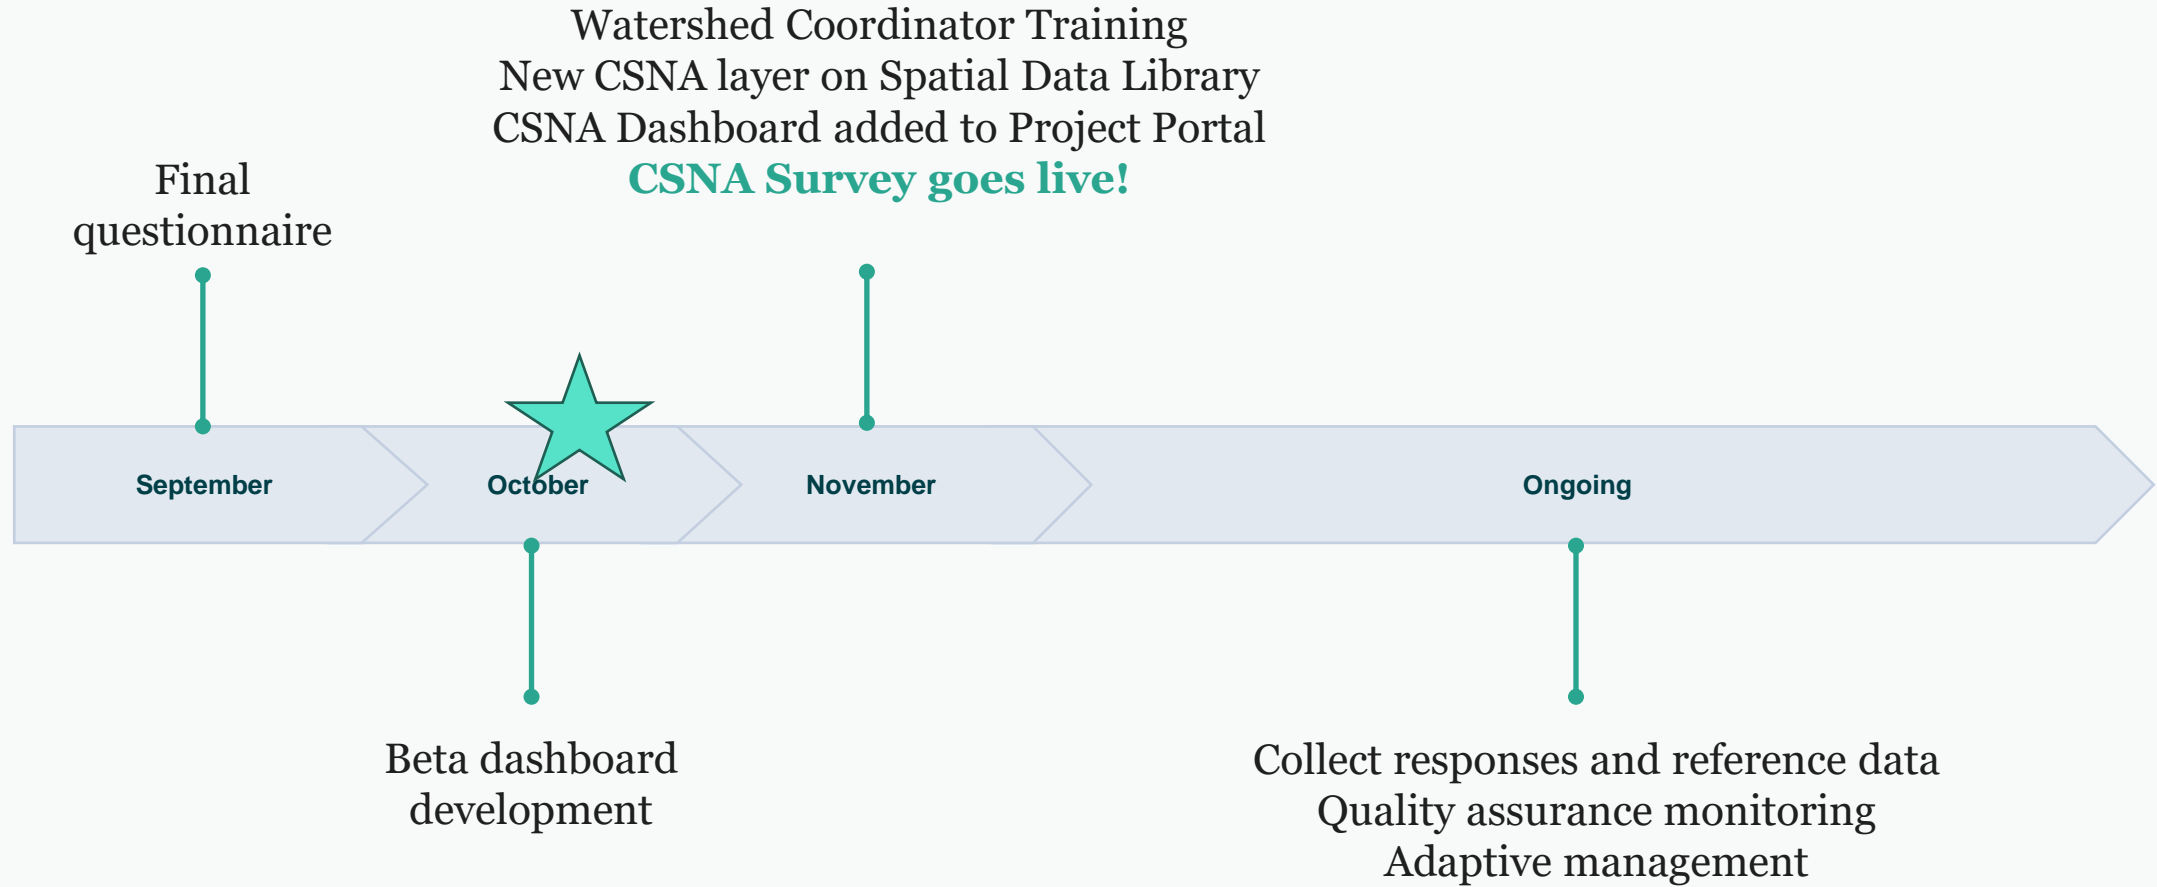 Watershed Coordinator Training
New CSNA layer on Spatial Data Library
CSNA Dashboard added to Project Portal
CSNA Survey goes live!
Final
questionnaire
September
October
November
Ongoing
Beta dashboard
development
Collect responses and reference data
Quality assurance monitoring
Adaptive management